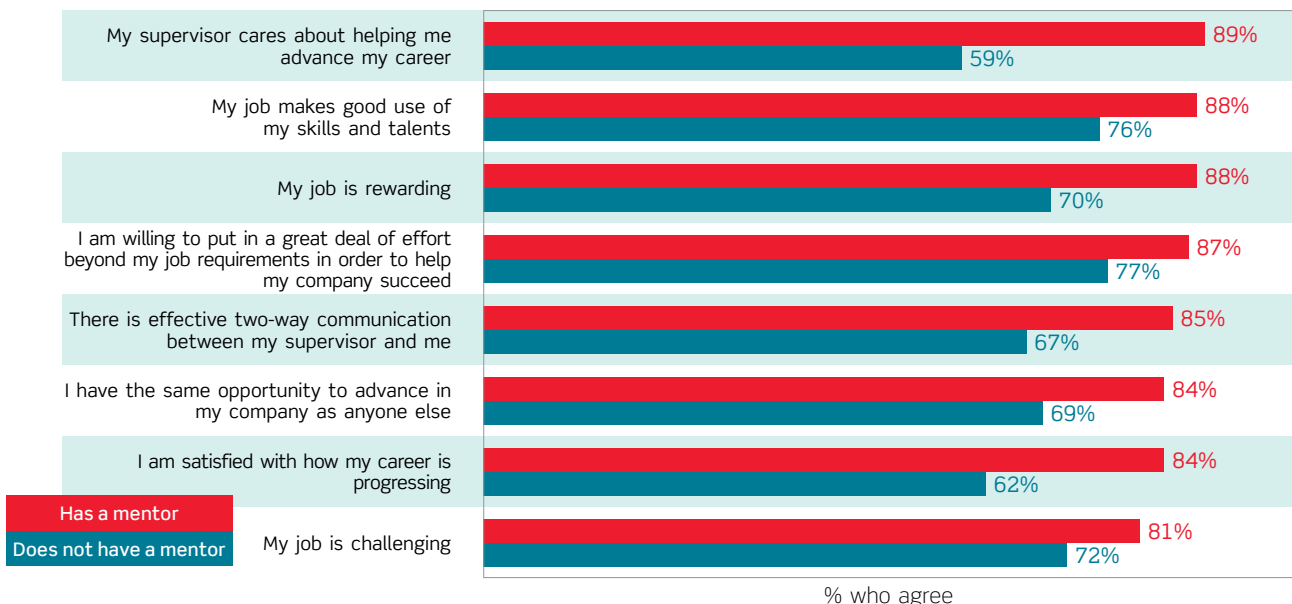 My supervisor cares about helping me
advance my career
89%
59%
My job makes good use of
my skills and talents
88%
76%
My job is rewarding
88%
70%
I am willing to put in a great deal of effort
beyond my job requirements in order to help
my company succeed
87%
77%
There is effective two-way communication
between my supervisor and me
85%
67%
I have the same opportunity to advance in
my company as anyone else
84%
69%
I am satisfied with how my career is
progressing
84%
62%
Has a mentor
Does not have a mentor
My job is challenging
81%
72%
% who agree